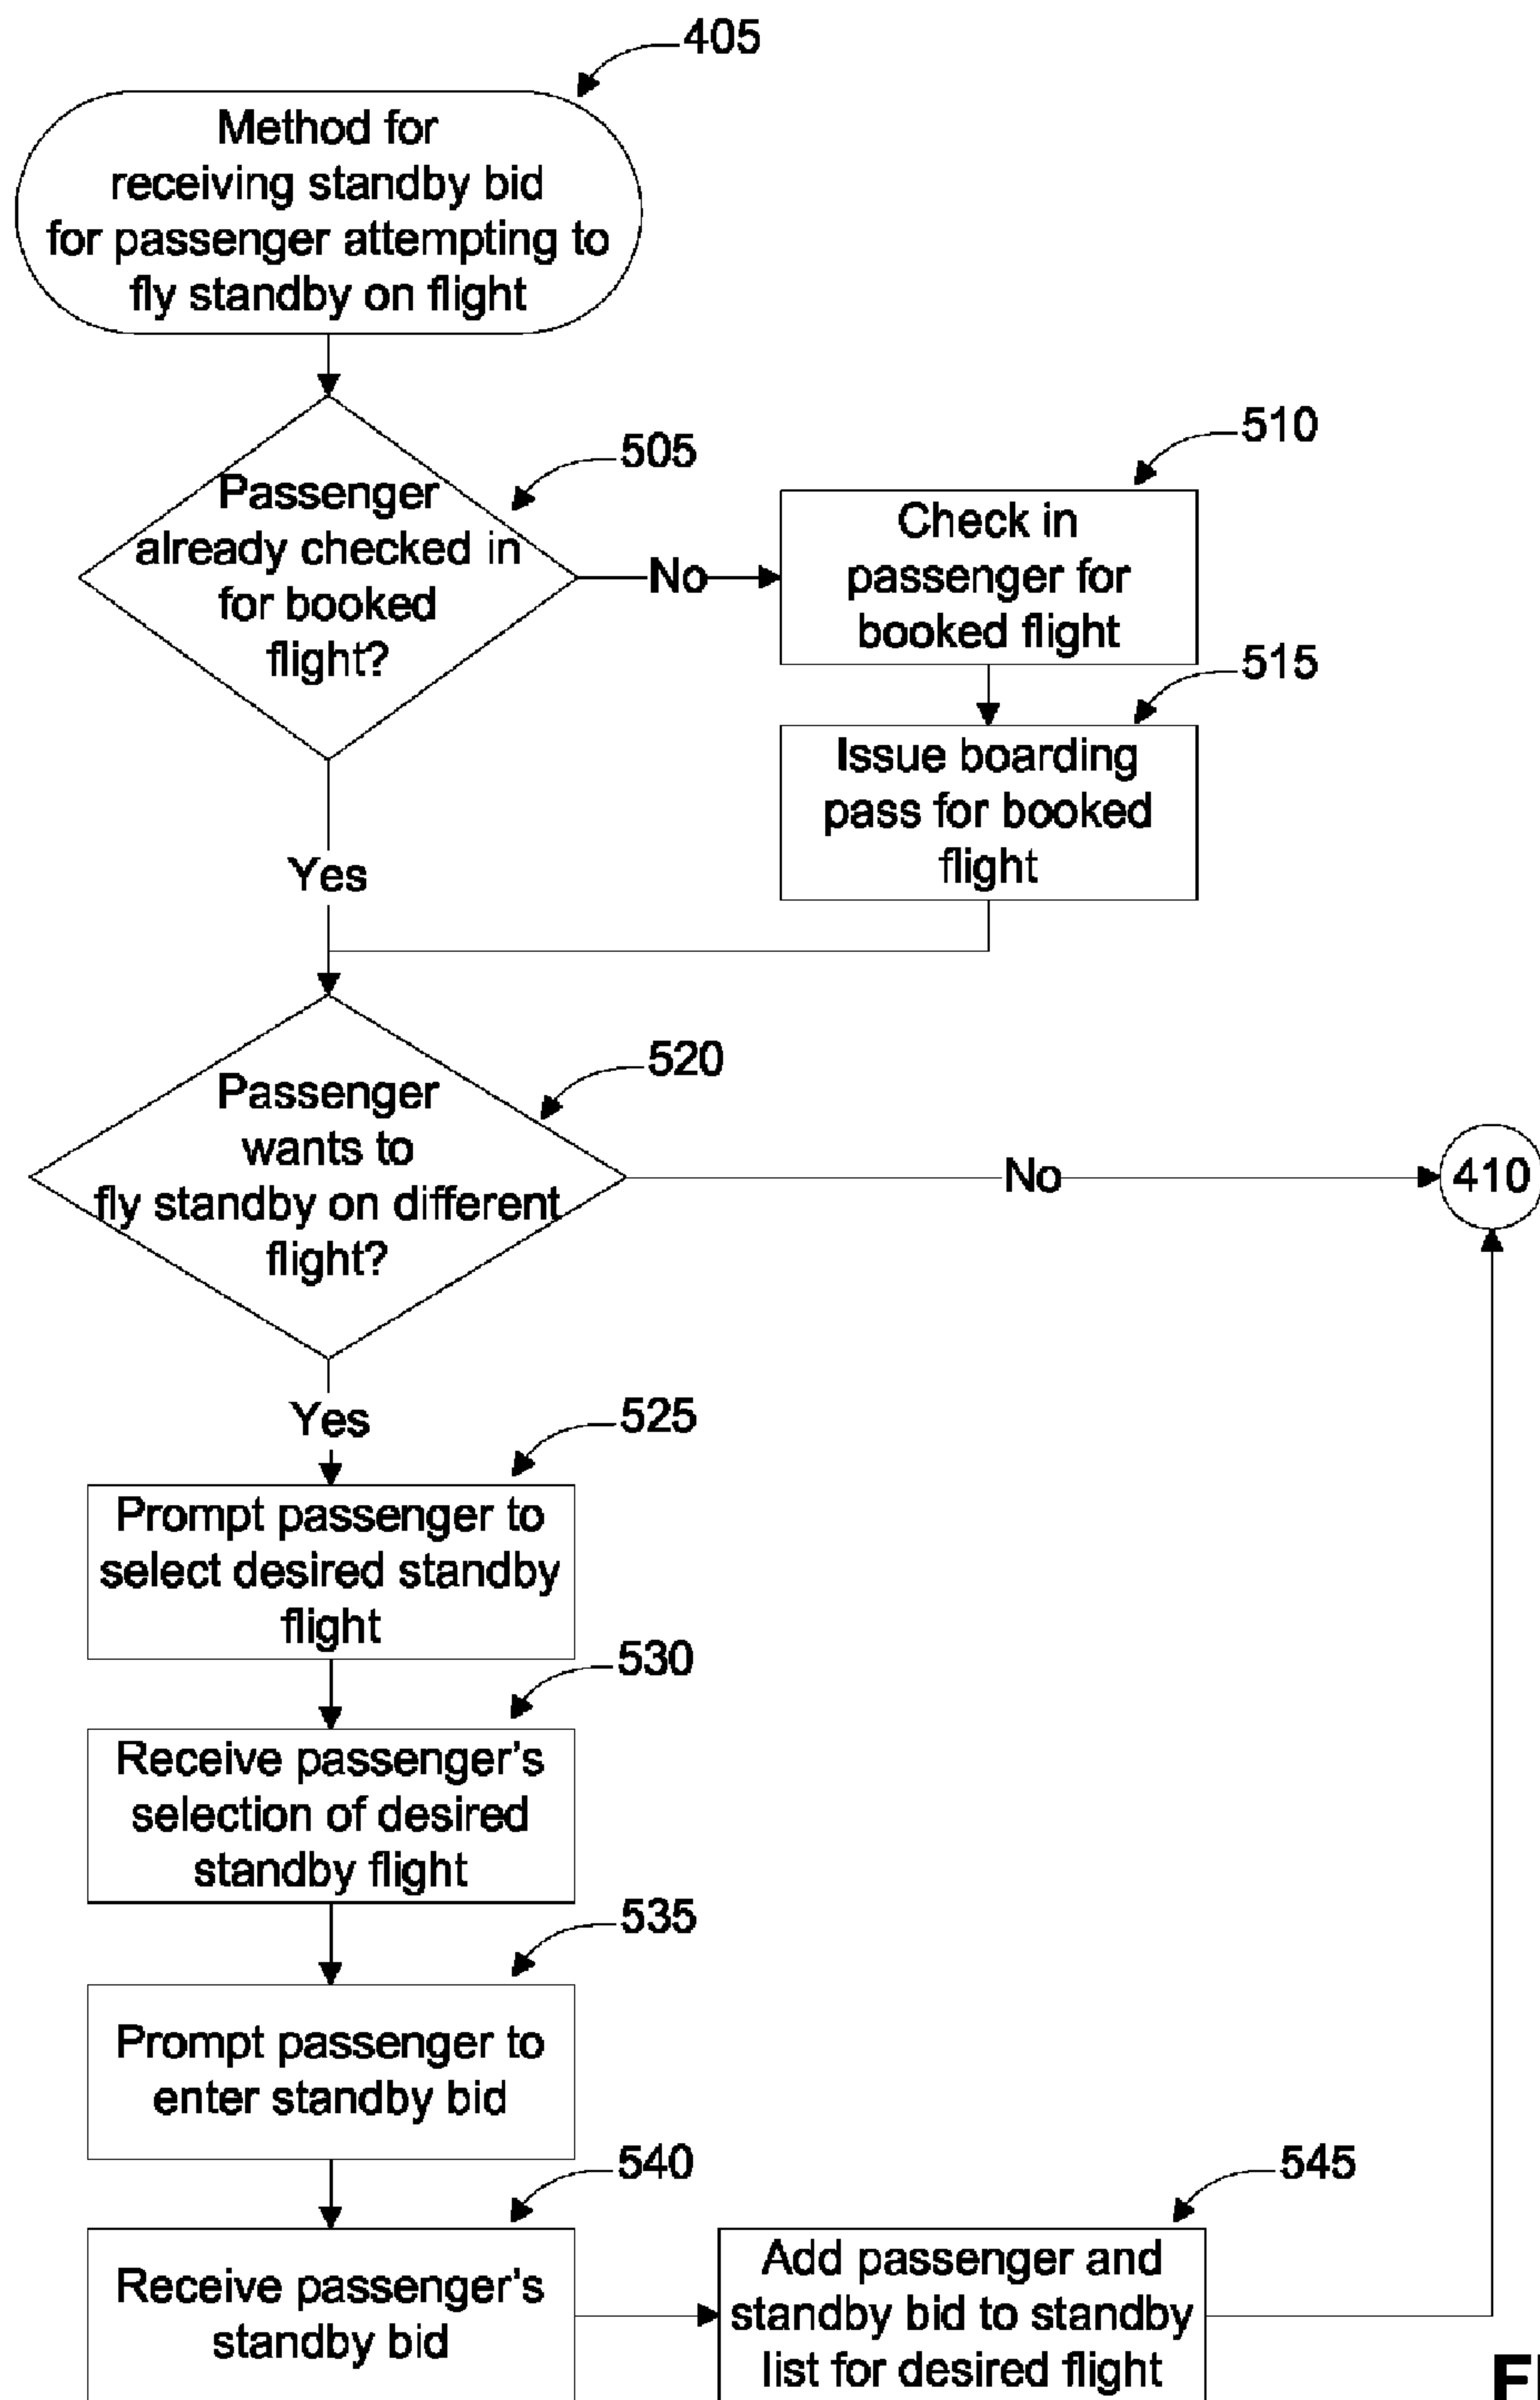 405
Method for
receiving standby bid
for passenger attempting to
fly standby on flight
505
Passenger
already checked in
for booked
flight?
No
510
Check in
passenger for
booked flight
515
Issue boarding
pass for booked
flight
Yes
520
Passenger
wants to
fly standby on different
flight?
No
410
Yes
525
Prompt passenger to
select desired standby
flight
530
Receive passenger's
selection of desired
standby flight
535
Prompt passenger to
enter standby bid
540
Receive passenger's
standby bid
545
Add passenger and
standby bid to standby
list for desired flight